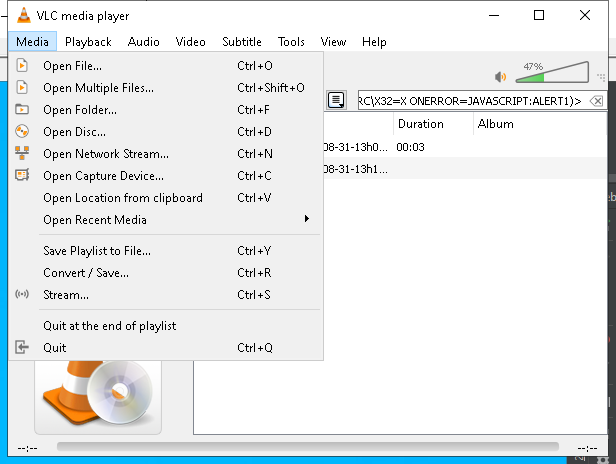 VLC media player
Media Playback Audio Video Subtitle Tools View Help
47%
Open File... Ctrl+O
Open Multiple Files... Ctrl+Shift+O
Open Folder... Ctrl+F
Open Disc... Ctrl+D
Open Network Stream... Ctrl+N
Open Capture Device... Ctrl+C
Open Location from clipboard Ctrl+V
Open Recent Media
Save Playlist to File... Ctrl+Y
Convert / Save... Ctrl+R
Stream... Ctrl+S
Quit at the end of playlist
Quit Ctrl+Q
RC\X32=X ONERROR=JAVASCRIPT:ALERT1)>
Duration Album
08-31-13h0... 00:03
08-31-13h1...
--:-- --:--